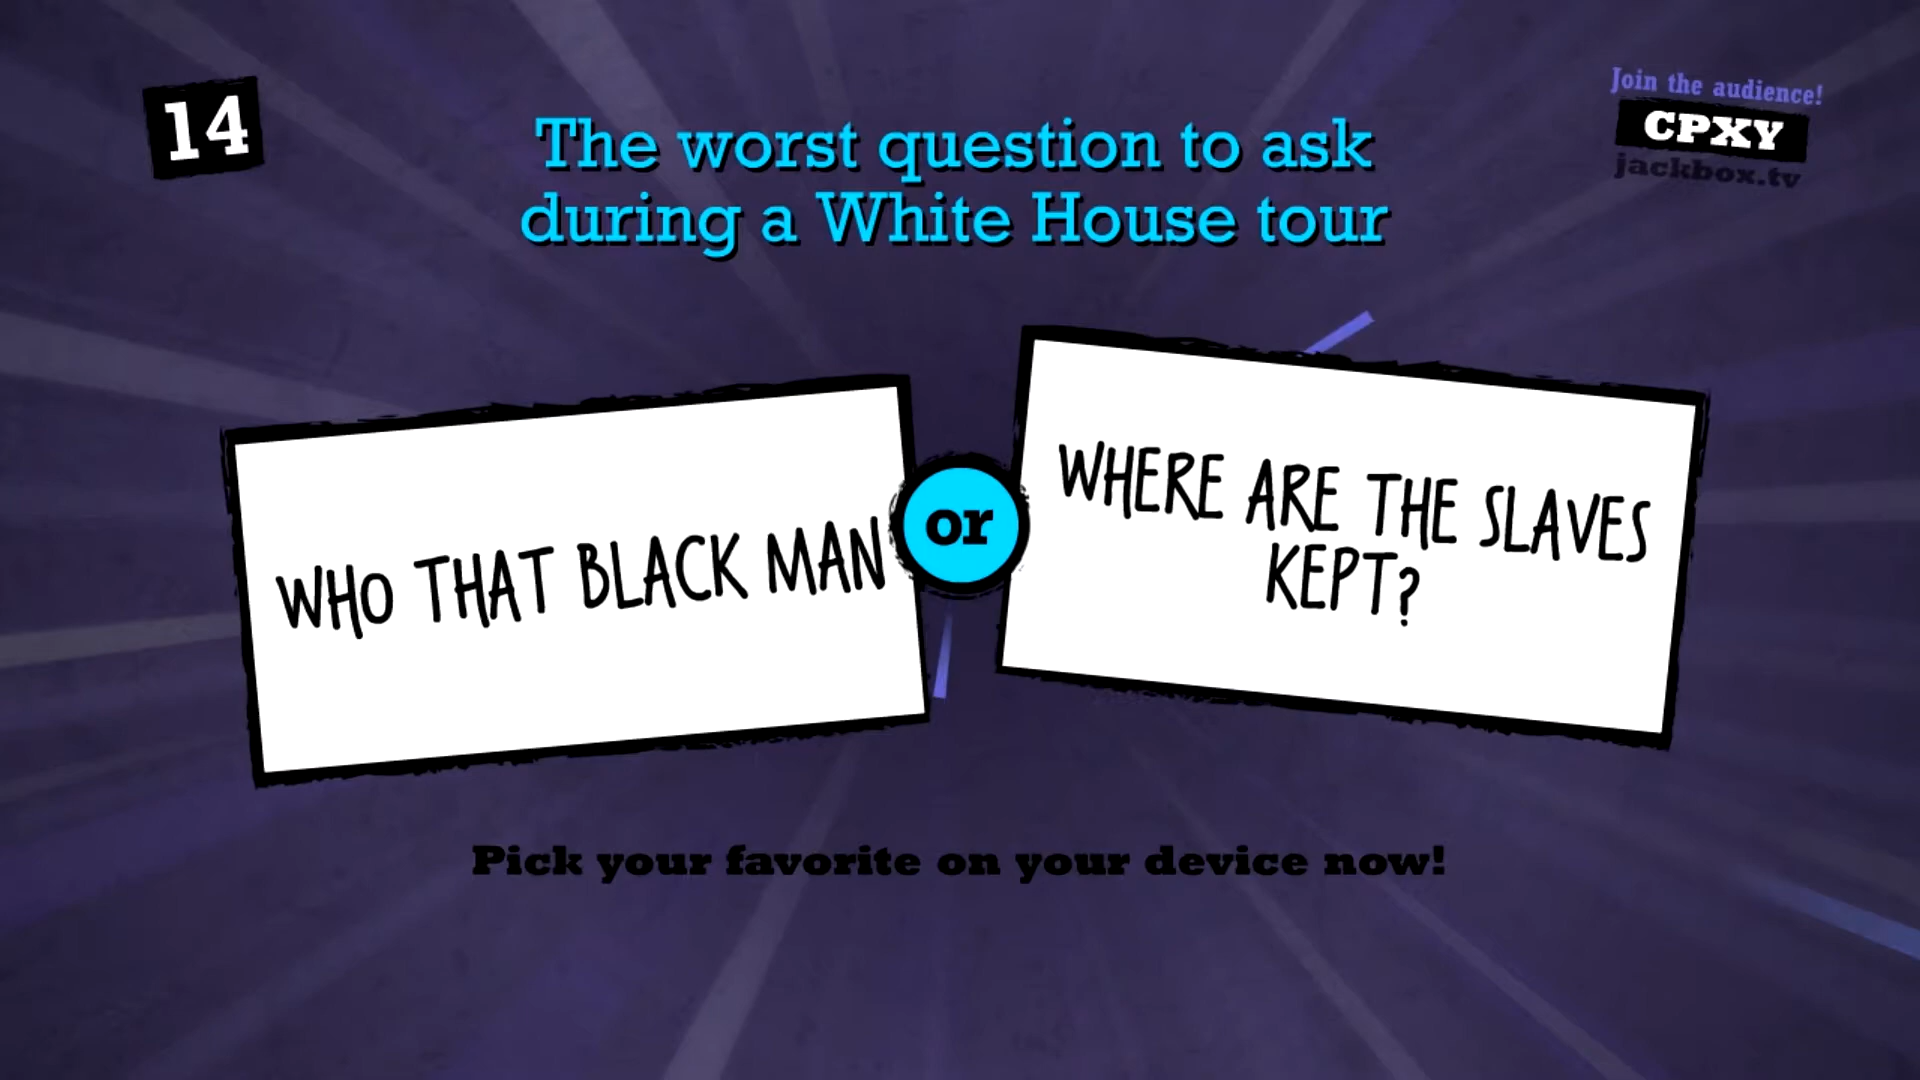 14
Join the audience!
CPXY
jackbox.tv
The worst question to ask
during a White House tour
WHO THAT BLACK MAN
or
WHERE ARE THE SLAVES
KEPT?
Pick your favorite on your device now!